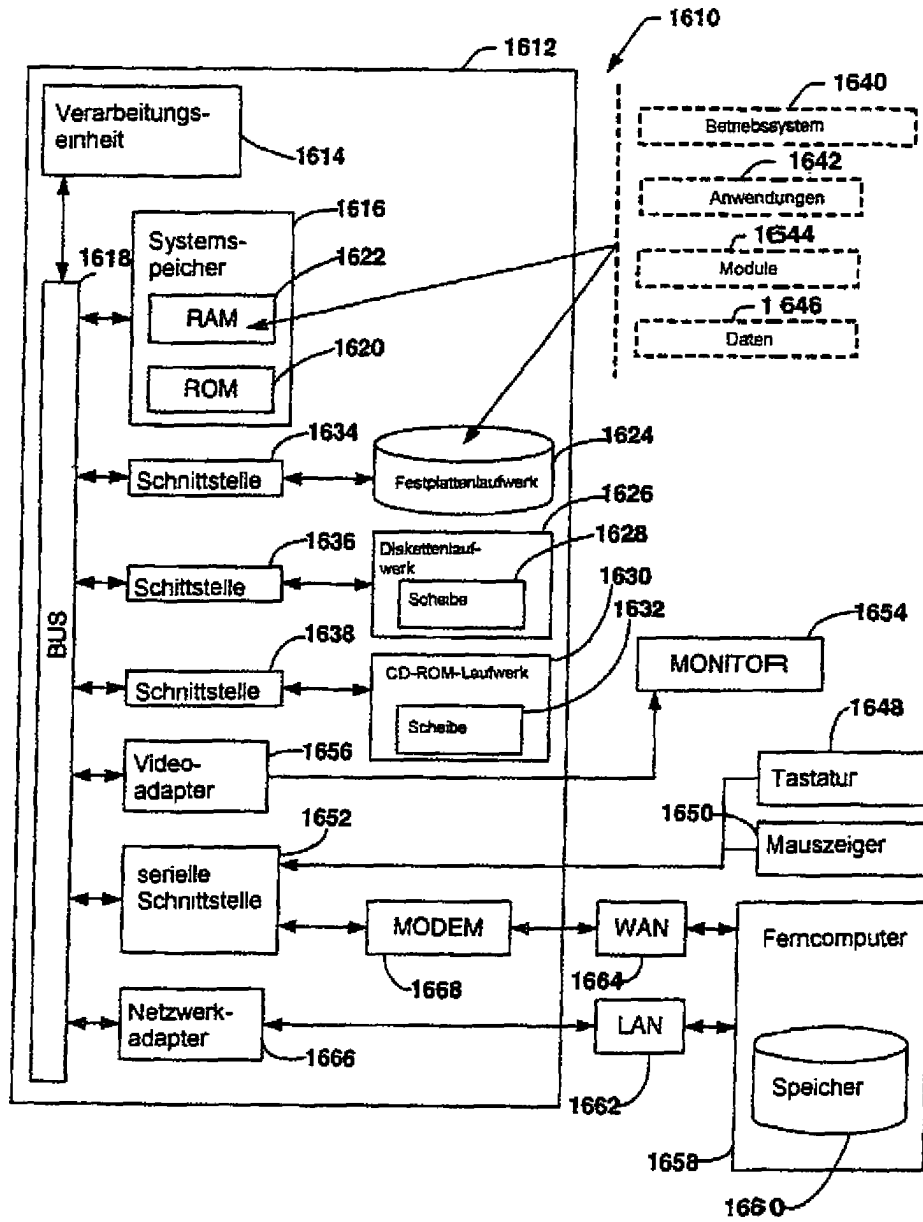 1610
1612
1640
Verarbeitungs-
einheit
1614
Betriebssystem
1642
Anwendungen
1616
1644
Systems-
peicher
1618
1622
Module
RAM
1646
1620
Daten
ROM
1634
1624
Schnittstelle
Festplattenlaufwerk
1626
1636
Diskettenlauf-
werk
1628
Schittstelle
Scheibe
1630
1632
BUS
1638
1654
Schnittstelle
CD-ROM-Laufwerk
MONITOR
Scheibe
1648
1656
Video-
adapter
Tastatur
1652
1650
Mauszeiger
serielle
Schnittstelle
MODEM
WAN
Ferncomputer
1668
1664
Netzwerk-
adapter
LAN
1666
Speicher
1662
1658
1660